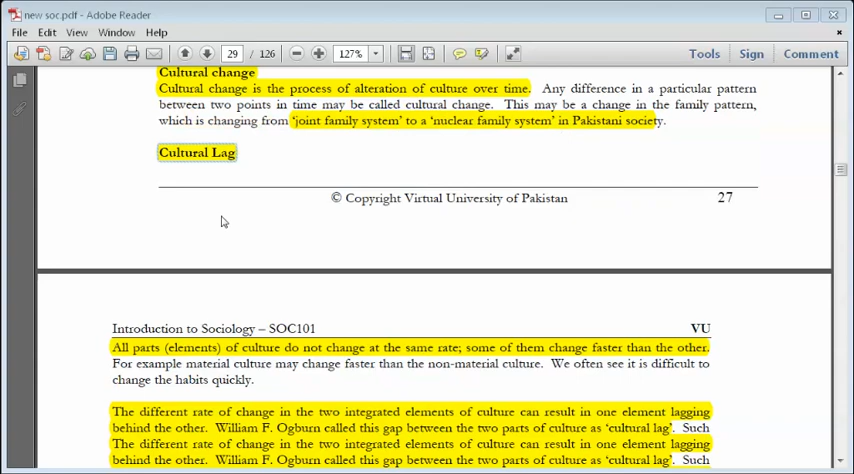 new soc.pdf - Adobe Reader
File Edit View Window Help
29 / 126 127% Tools Sign Comment
Cultural change
Cultural change is the process of alteration of culture over time. Any difference in a particular pattern
between two points in time may be called cultural change. This may be a change in the family pattern,
which is changing from ‘joint family system’ to a ‘nuclear family system’ in Pakistani society.
Cultural Lag
© Copyright Virtual University of Pakistan 27
Introduction to Sociology – SOC101 VU
All parts (elements) of culture do not change at the same rate; some of them change faster than the other.
For example material culture may change faster than the non-material culture. We often see it is difficult to
change the habits quickly.
The different rate of change in the two integrated elements of culture can result in one element lagging
behind the other. William F. Ogburn called this gap between the two parts of culture as ‘cultural lag’. Such
The different rate of change in the two integrated elements of culture can result in one element lagging
behind the other. William F. Ogburn called this gap between the two parts of culture as ‘cultural lag’. Such